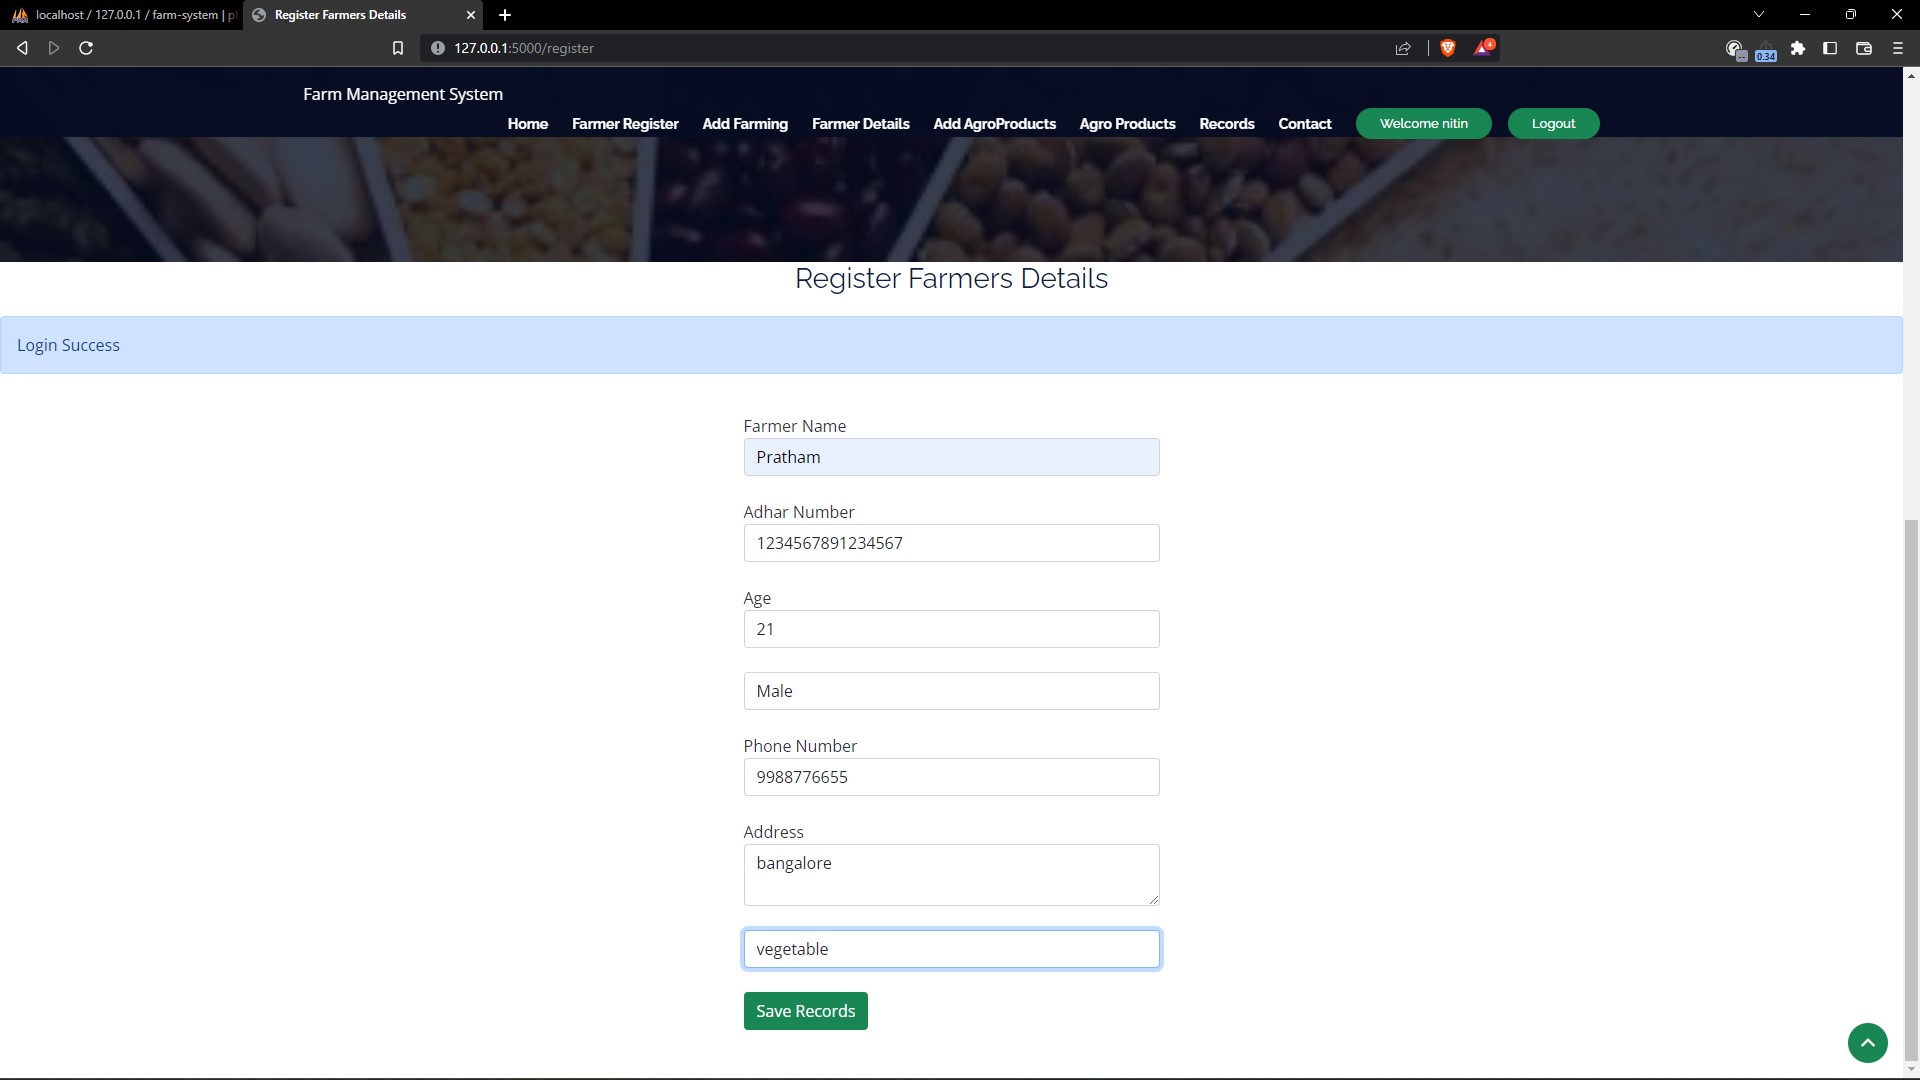 localhost / 127.0.0.1 / farm-system | p
Register Farmers Details
127.0.0.1:5000/register
4
0.34
Farm Management System
Home Farmer Register Add Farming Farmer Details Add AgroProducts Agro Products Records Contact Welcome nitin Logout
Register Farmers Details
Login Success
Farmer Name
Pratham
Adhar Number
1234567891234567
Age
21
Male
Phone Number
9988776655
Address
bangalore
vegetable
Save Records